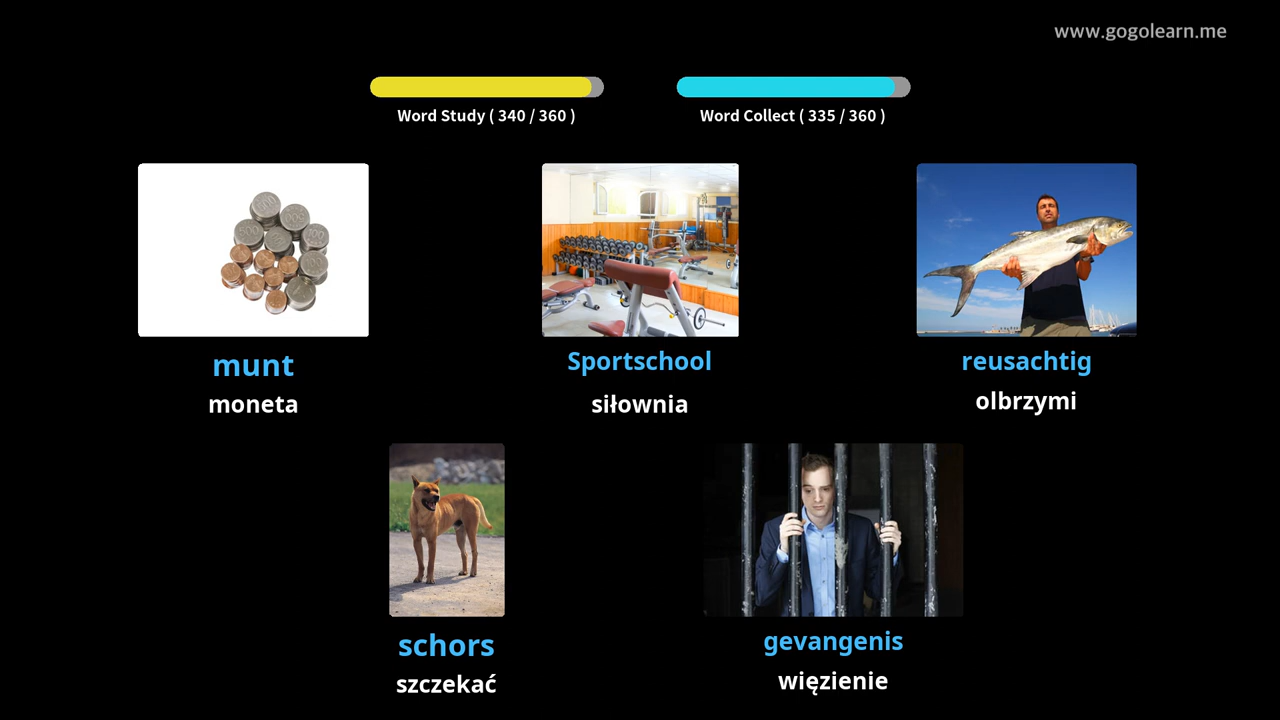 www.gogolearn.me
Word Study ( 340 / 360 )
Word Collect ( 335 / 360 )
munt
moneta
Sportschool
siłownia
reusachtig
olbrzymi
schors
szczekać
gevangenis
więzienie